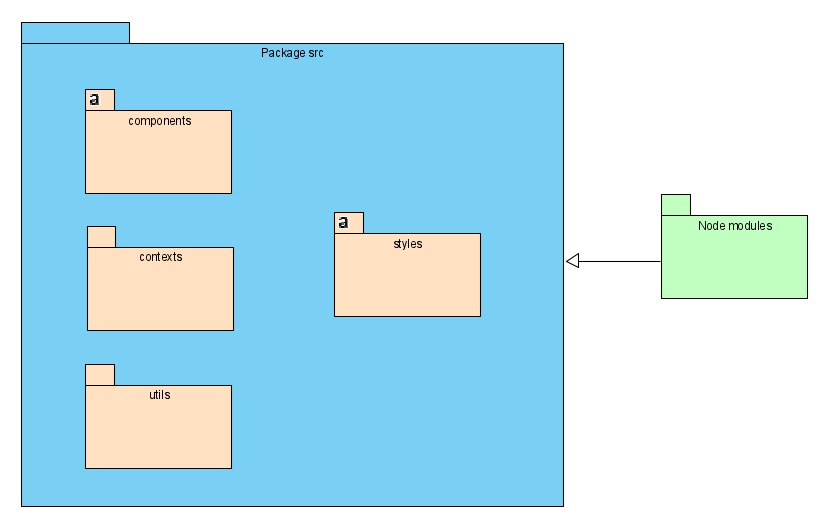 Package src
a
components
contexts
a
styles
utils
Node modules